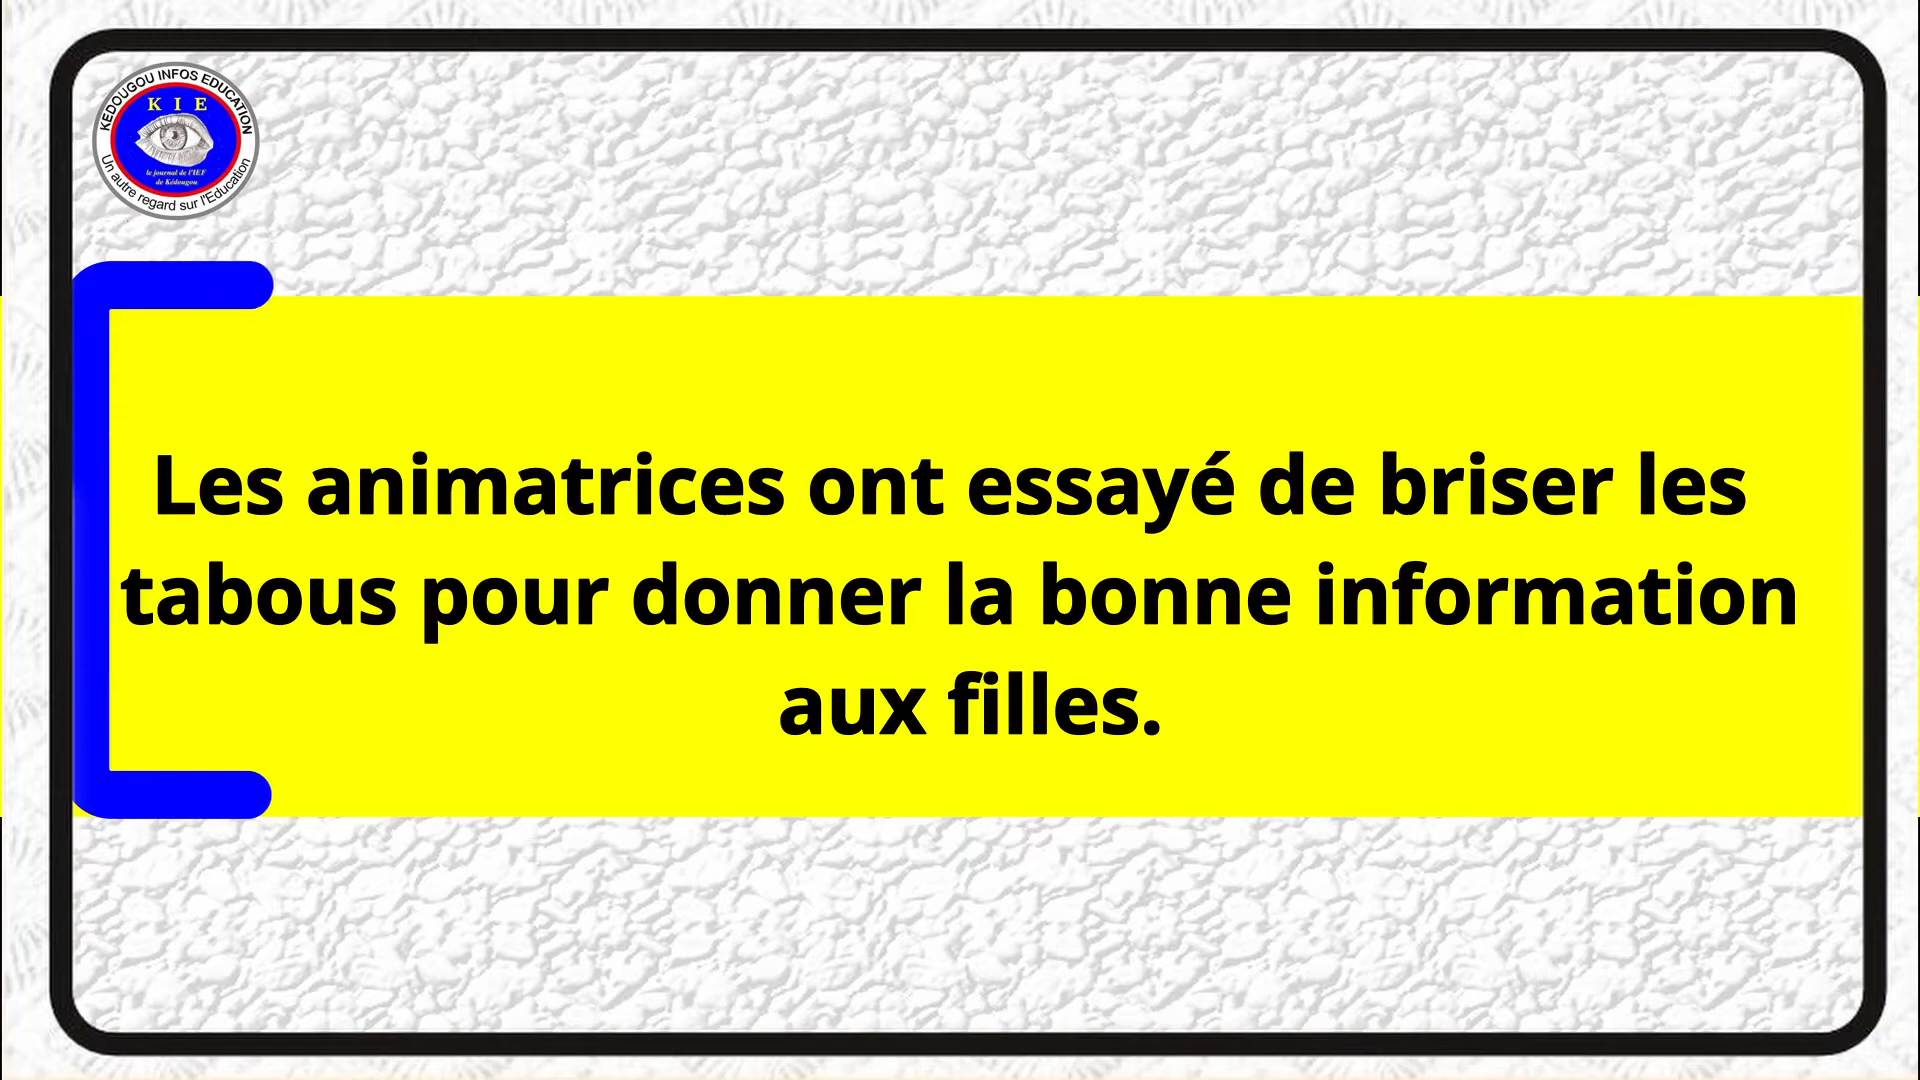 KEDOUGOU INFOS EDUCATION
K I E
le journal de l'IEF
de Kédougou
Un autre regard sur l'Education
Les animatrices ont essayé de briser les
tabous pour donner la bonne information
aux filles.